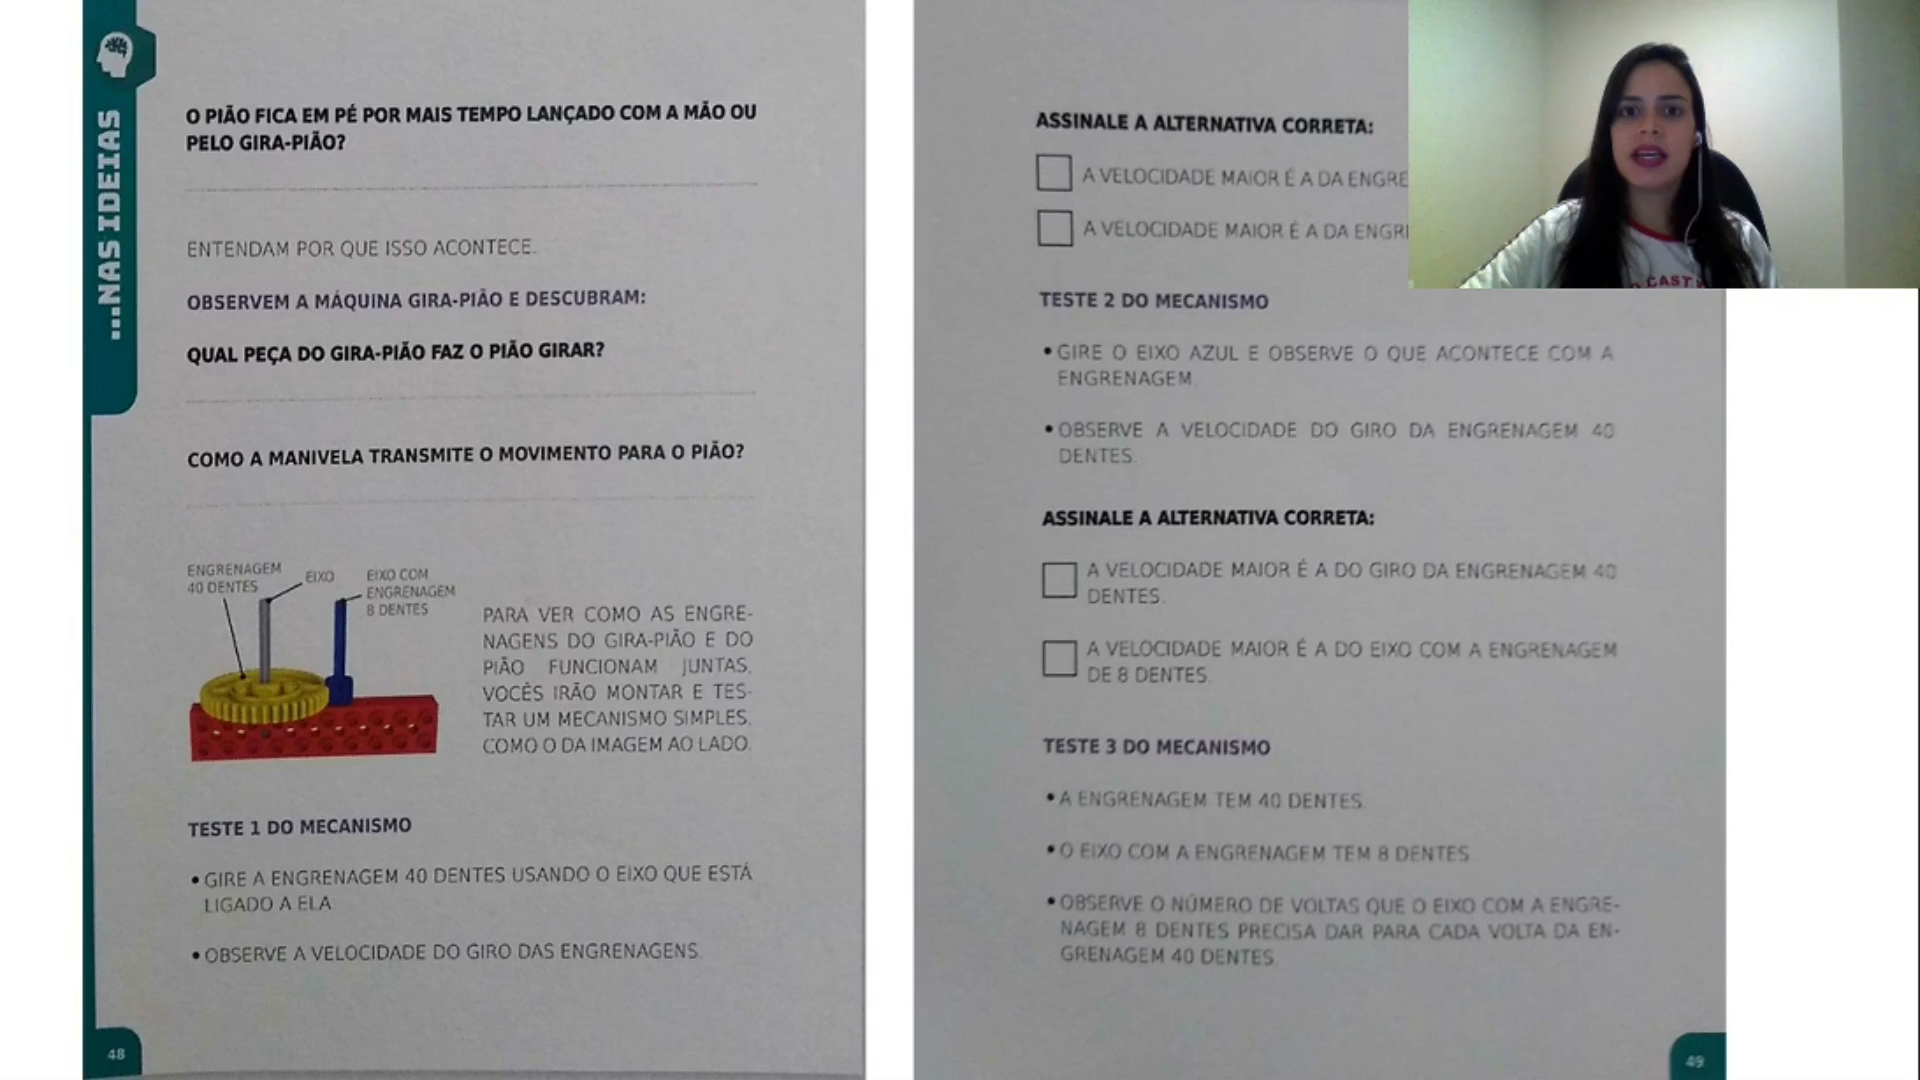 ...NAS IDEIAS
O PIÃO FICA EM PÉ POR MAIS TEMPO LANÇADO COM A MÃO OU
PELO GIRA-PIÃO?
ENTENDAM POR QUE ISSO ACONTECE.
OBSERVEM A MÁQUINA GIRA-PIÃO E DESCUBRAM:
QUAL PEÇA DO GIRA-PIÃO FAZ O PIÃO GIRAR?
COMO A MANIVELA TRANSMITE O MOVIMENTO PARA O PIÃO?
ENGRENAGEM
40 DENTES
EIXO
EIXO COM
ENGRENAGEM
8 DENTES
PARA VER COMO AS ENGRE-
NAGENS DO GIRA-PIÃO E DO
PIÃO FUNCIONAM JUNTAS,
VOCÊS IRÃO MONTAR E TES-
TAR UM MECANISMO SIMPLES,
COMO O DA IMAGEM AO LADO.
TESTE 1 DO MECANISMO
• GIRE A ENGRENAGEM 40 DENTES USANDO O EIXO QUE ESTÁ
LIGADO A ELA
• OBSERVE A VELOCIDADE DO GIRO DAS ENGRENAGENS.
48
ASSINALE A ALTERNATIVA CORRETA:
A VELOCIDADE MAIOR É A DA ENGRE
A VELOCIDADE MAIOR É A DA ENGR
TESTE 2 DO MECANISMO
• GIRE O EIXO AZUL E OBSERVE O QUE ACONTECE COM A
ENGRENAGEM.
• OBSERVE A VELOCIDADE DO GIRO DA ENGRENAGEM 40
DENTES.
ASSINALE A ALTERNATIVA CORRETA:
A VELOCIDADE MAIOR É A DO GIRO DA ENGRENAGEM 40
DENTES.
A VELOCIDADE MAIOR É A DO EIXO COM A ENGRENAGEM
DE 8 DENTES.
TESTE 3 DO MECANISMO
• A ENGRENAGEM TEM 40 DENTES.
• O EIXO COM A ENGRENAGEM TEM 8 DENTES
• OBSERVE O NÚMERO DE VOLTAS QUE O EIXO COM A ENGRE-
NAGEM 8 DENTES PRECISA DAR PARA CADA VOLTA DA EN-
GRENAGEM 40 DENTES.
49